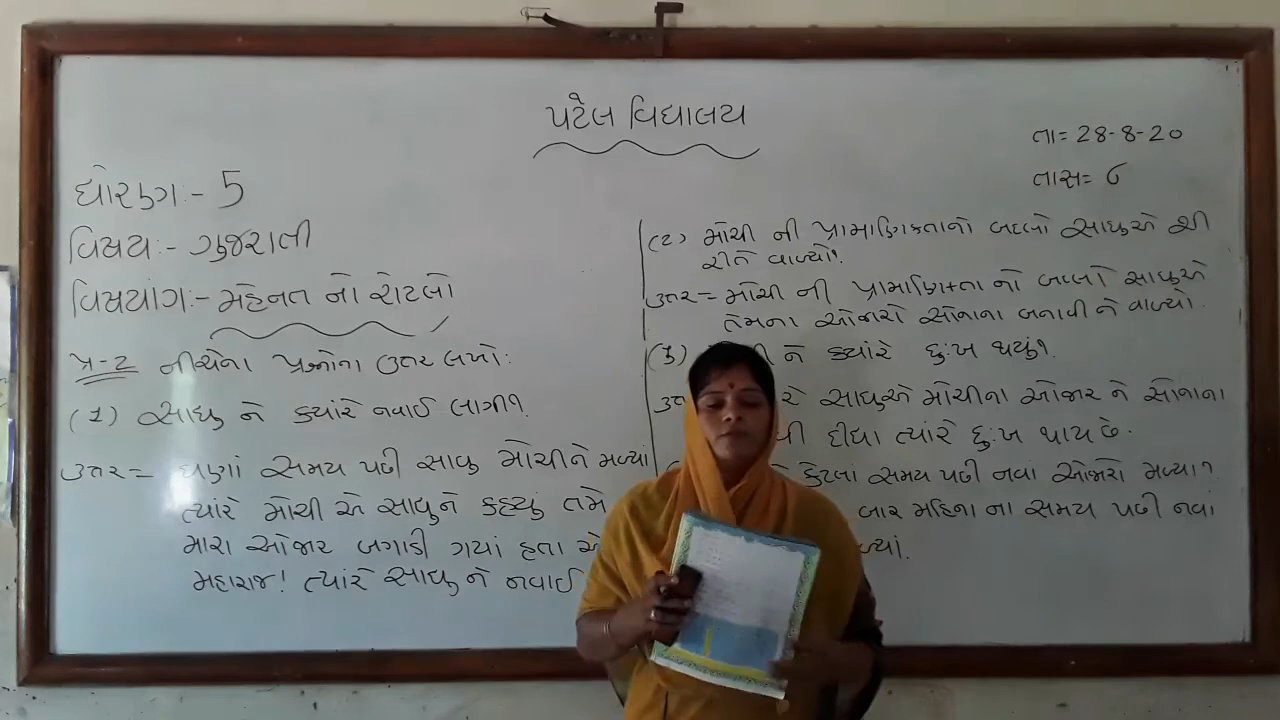 પટેલ વિદ્યાલય
તા= 28-8-20
તાસ= ૮
ધોરણ:- 5
વિષય:- ગુજરાતી
વિષયાંગ:- મહેનત નો રોટલો
પ્ર-2 નીચેના પ્રશ્નોના ઉત્તર લખો:
(1) સાધુ ને ક્યારે નવાઈ લાગી?
ઉત્તર= ઘણાં સમય પછી સાધુ મોચીને મળ્યા
ત્યારે મોચી એ સાધુને કહ્યું તમે
મારા ઓજાર બગાડી ગયાં હતા
મહારાજ! ત્યારે સાધુ ને નવાઈ
(2) મોચી ની પ્રામાણિકતાનો બદલો સાધુએ શી
રીતે વાળ્યો?
ઉત્તર= મોચી ની પ્રામાણિકતા નો બદલો સાધુએ
તેમના ઓજારો સોનાના બનાવી ને વાળ્યો.
(3) ને ક્યારે દુ:ખ થયું?
સાધુએ મોચીના ઓજાર ને સોનાના
દીધા ત્યારે દુ:ખ થાય છે.
કેટલાં સમય પછી નવાં ઓજારો મળ્યા?
બાર મહિના ના સમય પછી નવાં